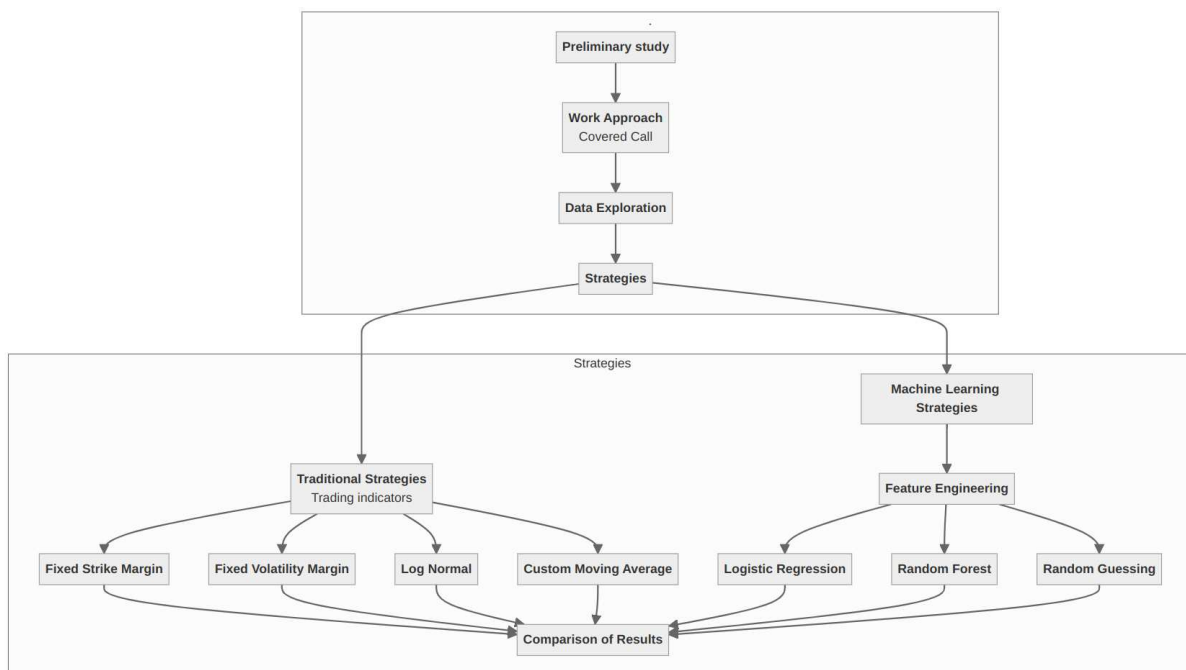 Preliminary study
Work Approach
Covered Call
Data Exploration
Strategies
Strategies
Machine Learning
Strategies
Traditional Strategies
Trading indicators
Feature Engineering
Fixed Strike Margin
Fixed Volatility Margin
Log Normal
Custom Moving Average
Logistic Regression
Random Forest
Random Guessing
Comparison of Results